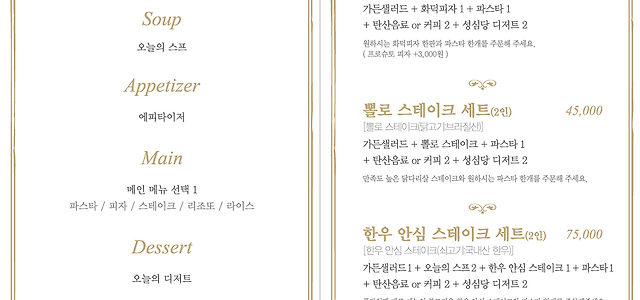 Soup
오늘의 스프
Appetizer
에피타이저
Main
메인 메뉴 선택 1
파스타 / 피자 / 스테이크 / 리조또 / 라이스
Dessert
오늘의 디저트
가든샐러드 + 화덕피자 1 + 파스타 1
+ 탄산음료 or 커피 2 + 성심당 디저트 2
원하시는 화덕피자 한판과 파스타 한개를 주문해 주세요.
( 프로슈토 피자 +3,000원 )
뽈로 스테이크 세트(2인) 45,000
[뽈로 스테이크(닭고기:브라질산)]
가든샐러드 + 뽈로 스테이크 + 파스타 1
+ 탄산음료 or 커피 2 + 성심당 디저트 2
만족도 높은 닭다리살 스테이크와 원하시는 파스타 한개를 주문해 주세요.
한우 안심 스테이크 세트(2인) 75,000
[한우 안심 스테이크(쇠고기:국내산 한우)]
가든샐러드1 + 오늘의 스프2 + 한우 안심 스테이크 1 + 파스타1
+ 탄산음료 or 커피 2 + 성심당 디저트 2